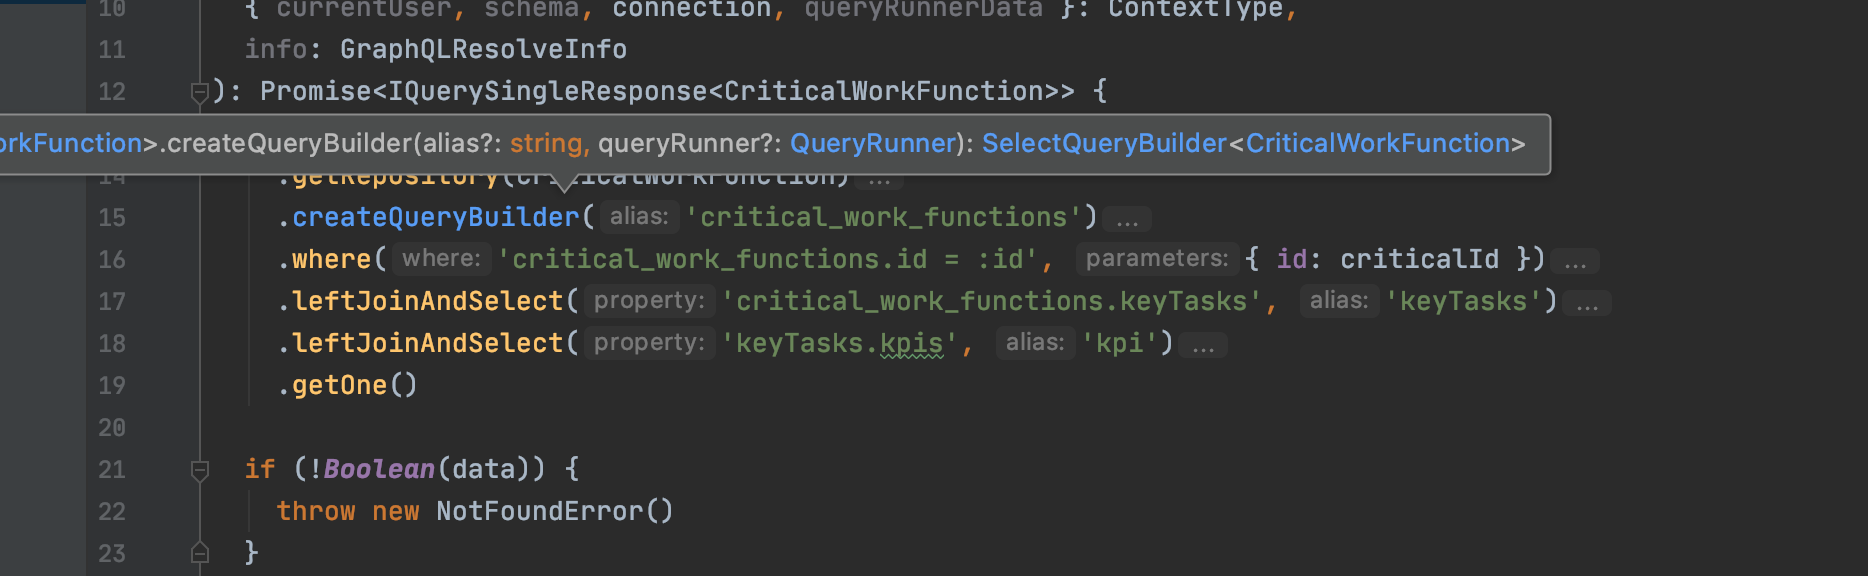 10 { currentUser, schema, connection, queryRunnerData }: ContextType,
11 info: GraphQLResolveInfo
12 ): Promise<IQuerySingleResponse<CriticalWorkFunction>> {
orkFunction>.createQueryBuilder(alias?: string, queryRunner?: QueryRunner): SelectQueryBuilder<CriticalWorkFunction>
14 .getRepository(CriticalWorkFunction) ...
15 .createQueryBuilder( alias: 'critical_work_functions') ...
16 .where( where: 'critical_work_functions.id = :id', parameters: { id: criticalId }) ...
17 .leftJoinAndSelect( property: 'critical_work_functions.keyTasks', alias: 'keyTasks') ...
18 .leftJoinAndSelect( property: 'keyTasks.kpis', alias: 'kpi') ...
19 .getOne()
20
21 if (!Boolean(data)) {
22 throw new NotFoundError()
23 }